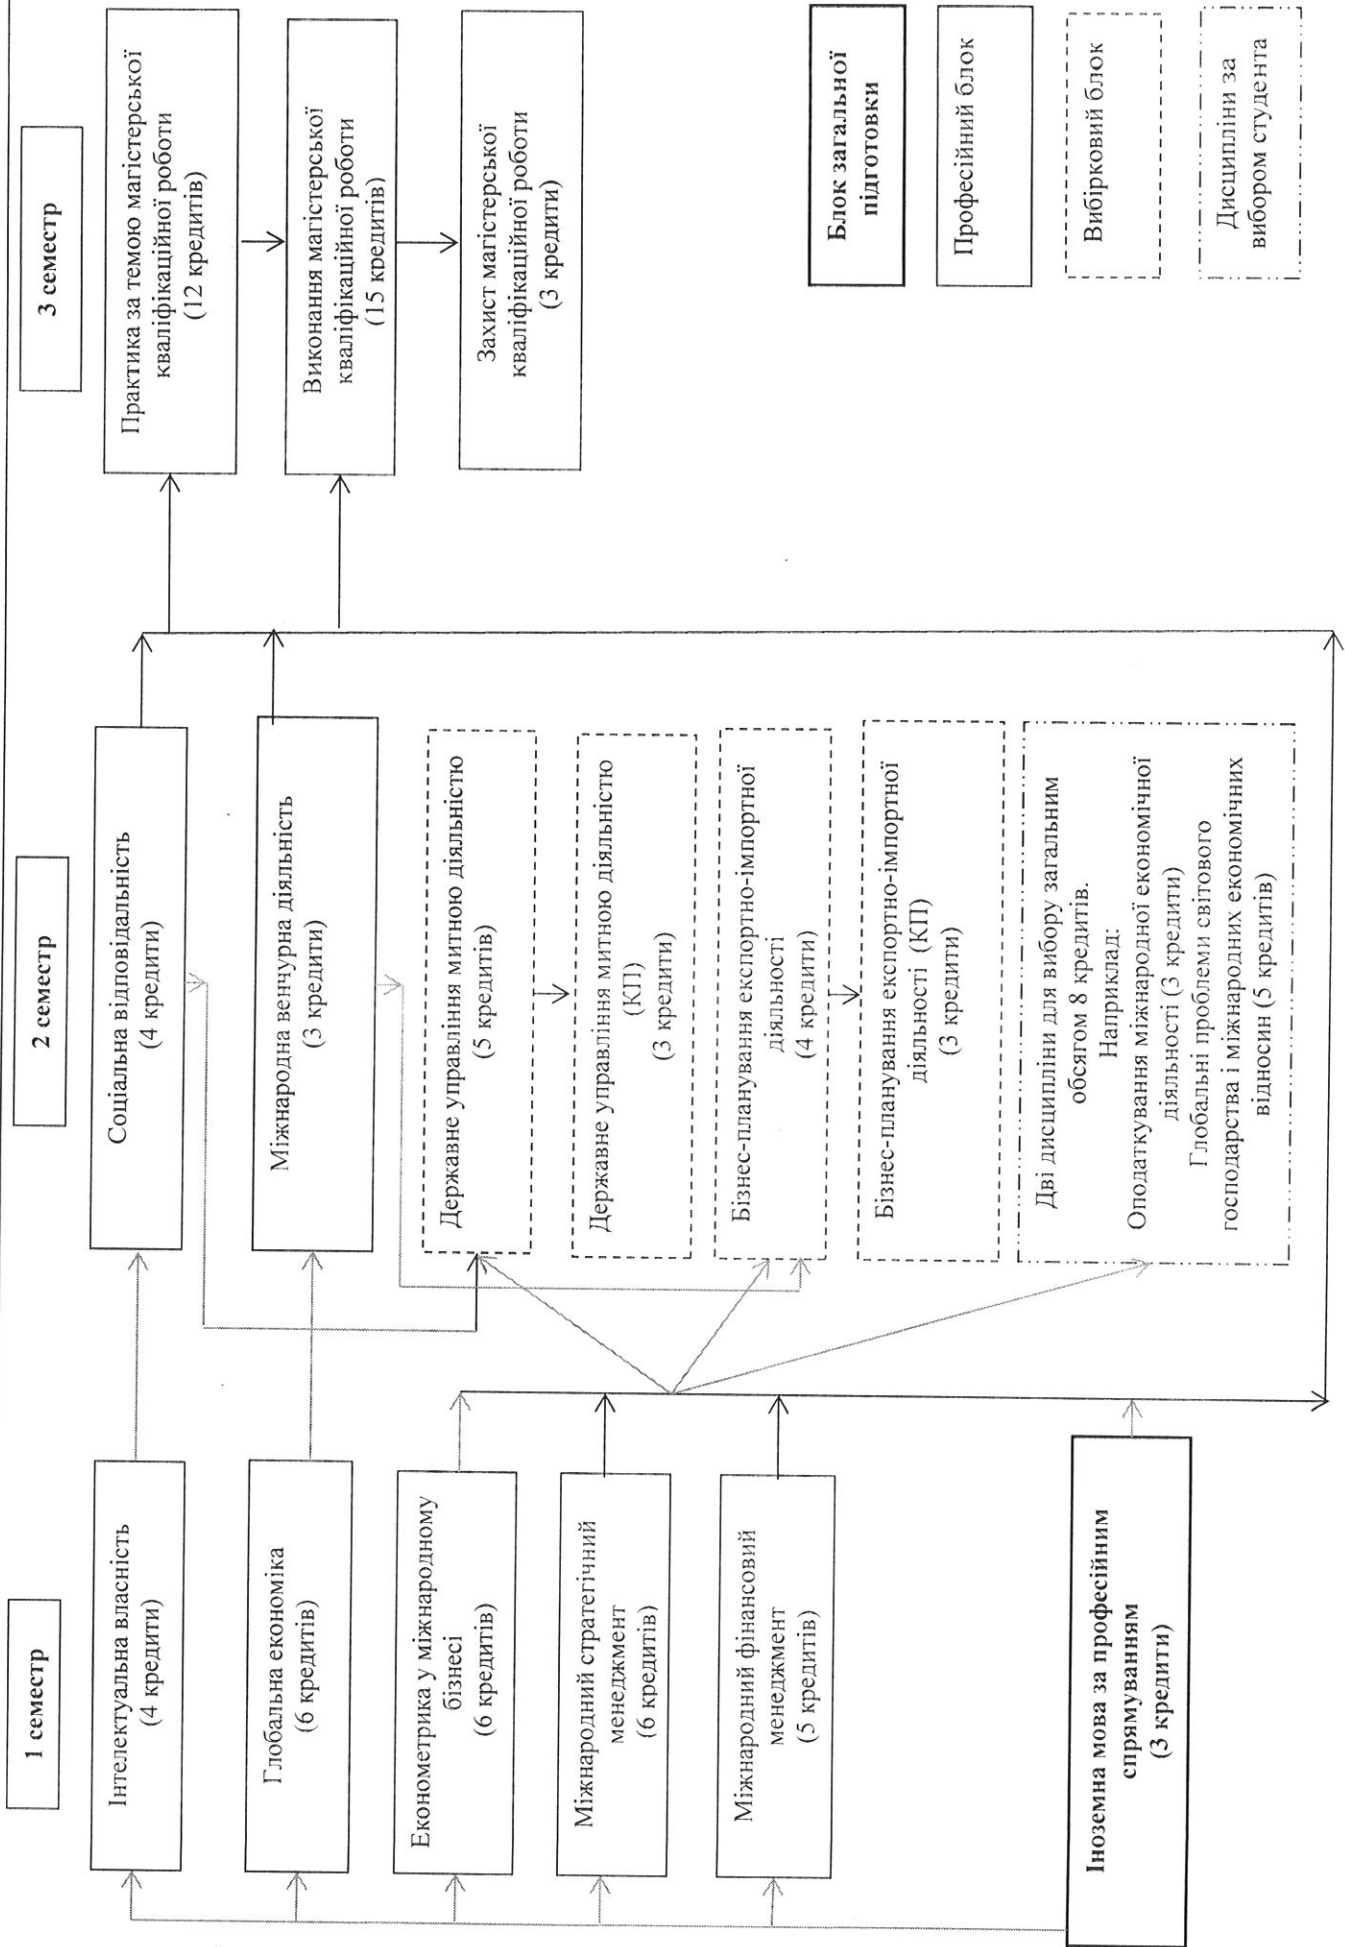 1 семестр
Інтелектуальна власність
(4 кредити)
Глобальна економіка
(6 кредитів)
Економетрика у міжнародному
бізнесі
(6 кредитів)
Міжнародний стратегічний
менеджмент
(6 кредитів)
Міжнародний фінансовий
менеджмент
(5 кредитів)
Іноземна мова за професійним
спрямуванням
(3 кредити)
2 семестр
Соціальна відповідальність
(4 кредити)
Міжнародна венчурна діяльність
(3 кредити)
Державне управління митною діяльністю
(5 кредитів)
Державне управління митною діяльністю
(КП)
(3 кредити)
Бізнес-планування експортно-імпортної
діяльності
(4 кредити)
Бізнес-планування експортно-імпортної
діяльності (КП)
(3 кредити)
Дві дисципліни для вибору загальним
обсягом 8 кредитів.
Наприклад:
Оподаткування міжнародної економічної
діяльності (3 кредити)
Глобальні проблеми світового
господарства і міжнародних економічних
відносин (5 кредитів)
3 семестр
Практика за темою магістерської
кваліфікаційної роботи
(12 кредитів)
Виконання магістерської
кваліфікаційної роботи
(15 кредитів)
Захист магістерської
кваліфікаційної роботи
(3 кредити)
Блок загальної
підготовки
Професійний блок
Вибірковий блок
Дисципліни за
вибором студента